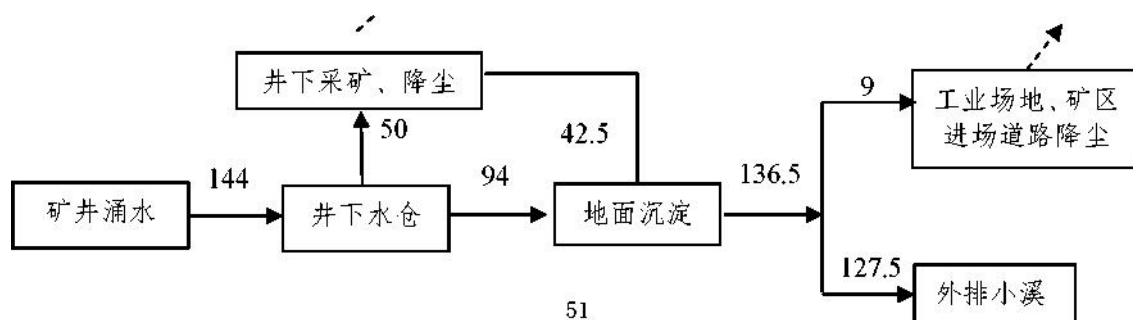 井下采矿、降尘
50
42.5
9
工业场地、矿区
进场道路降尘
矿井涌水
144
井下水仓
94
地面沉淀
136.5
127.5
外排小溪
51